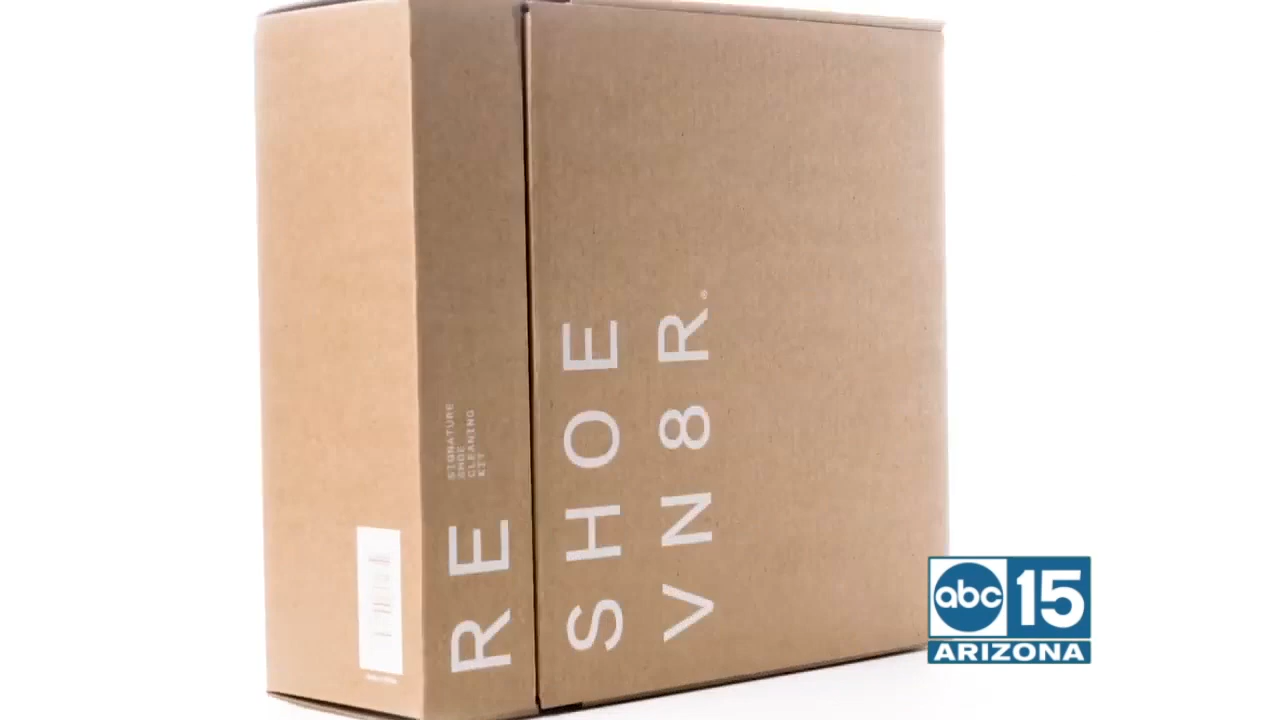 RE
SIGNATURE
SHOE
CLEANING
KIT
SHOE
VN8R®
abc 15
ARIZONA